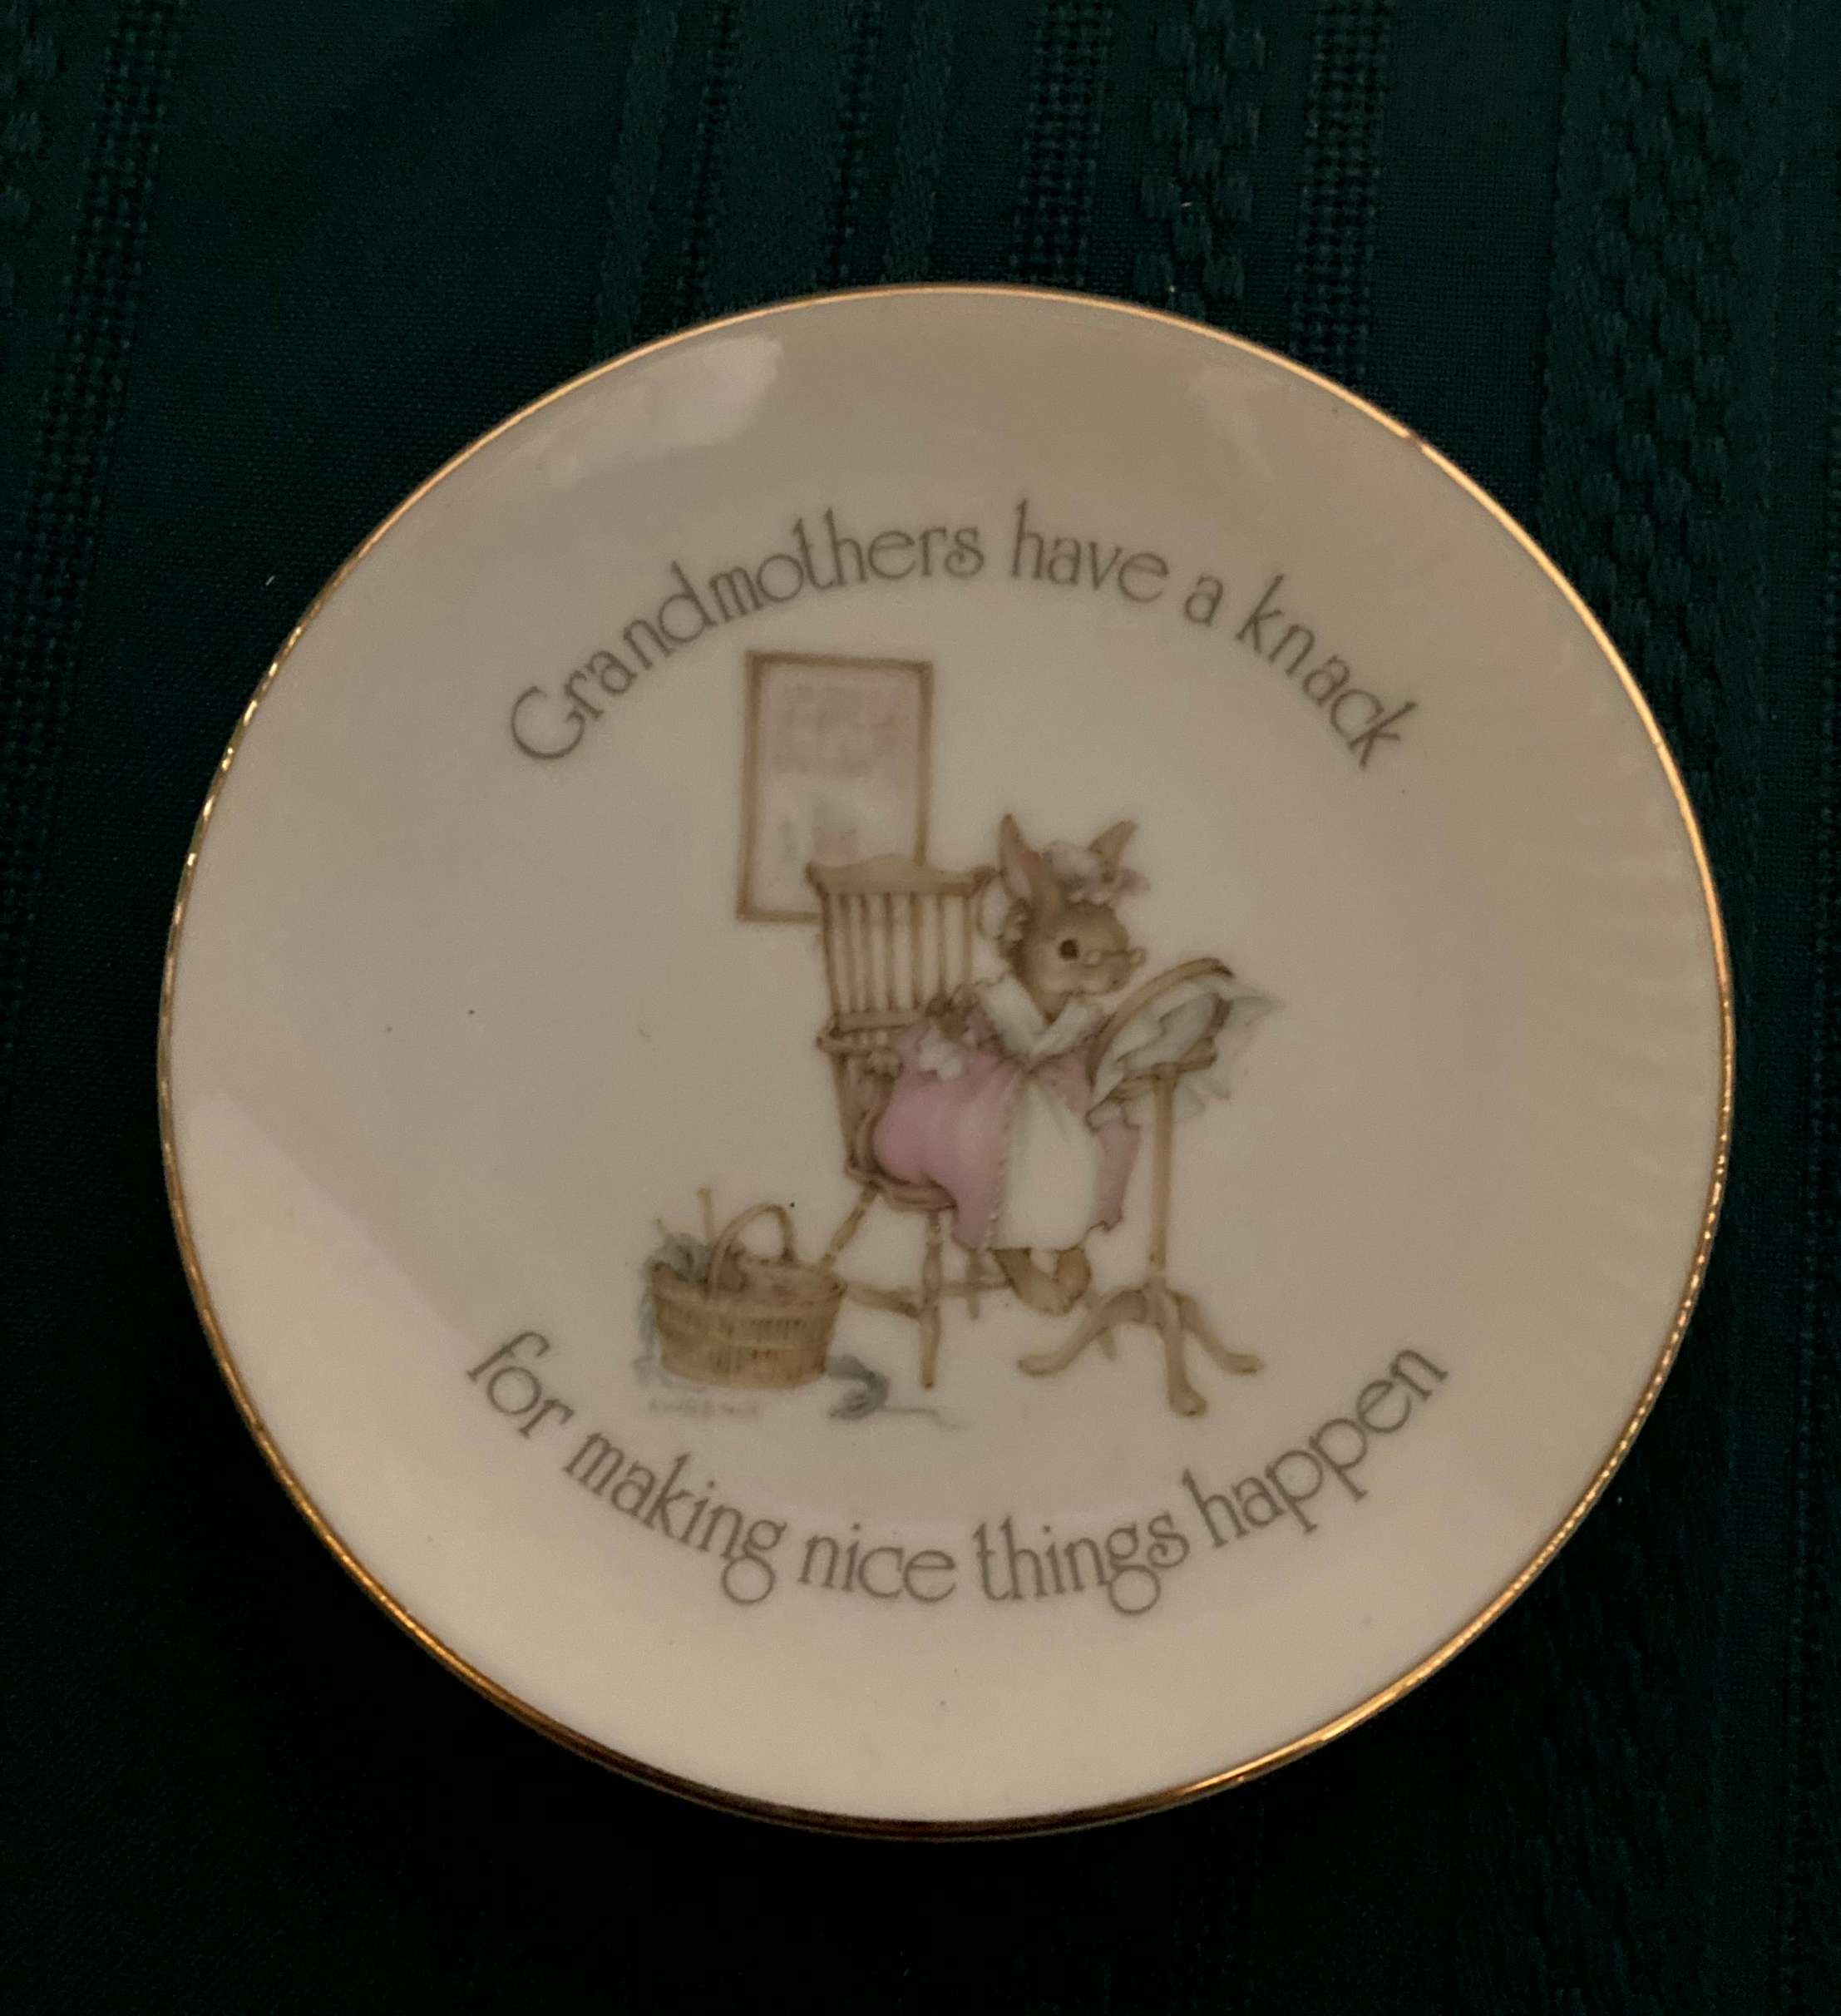 Grandmothers have a knack
for making nice things happen